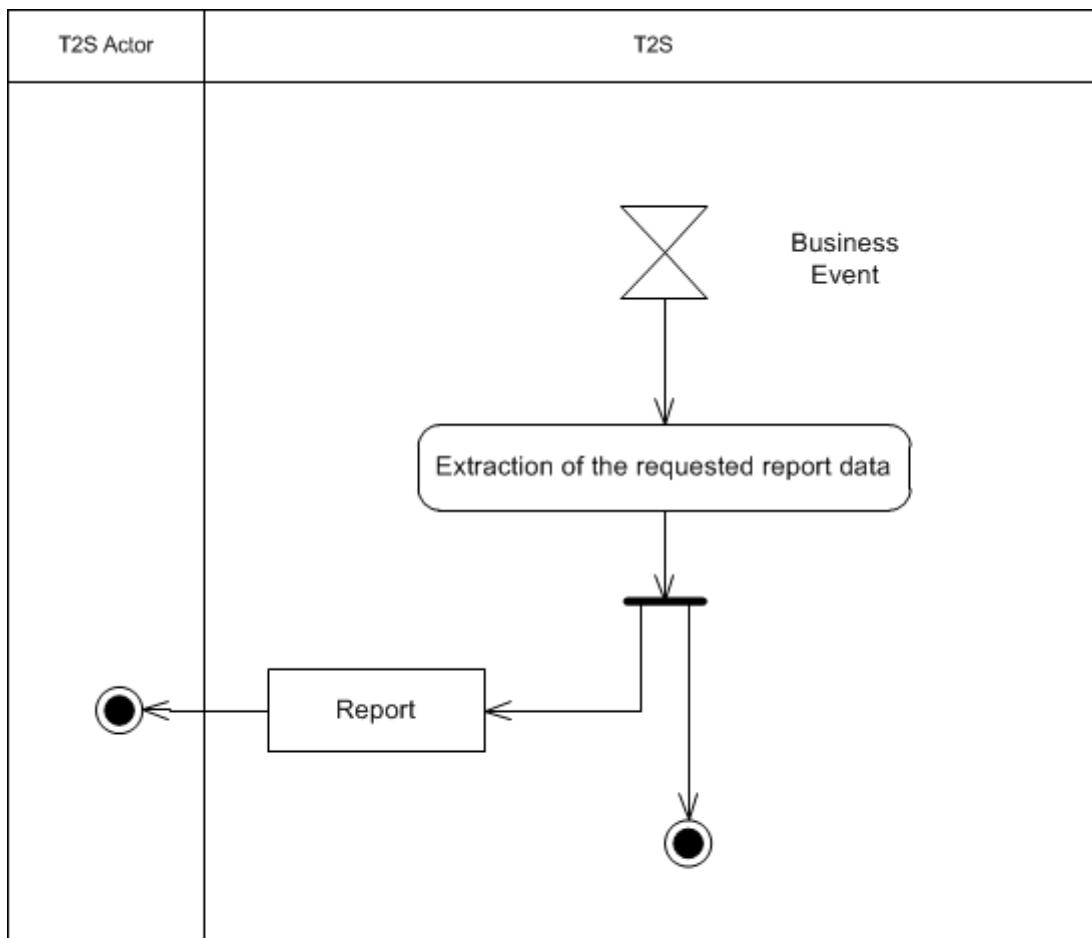 T2S Actor
T2S
Business
Event
Extraction of the requested report data
Report